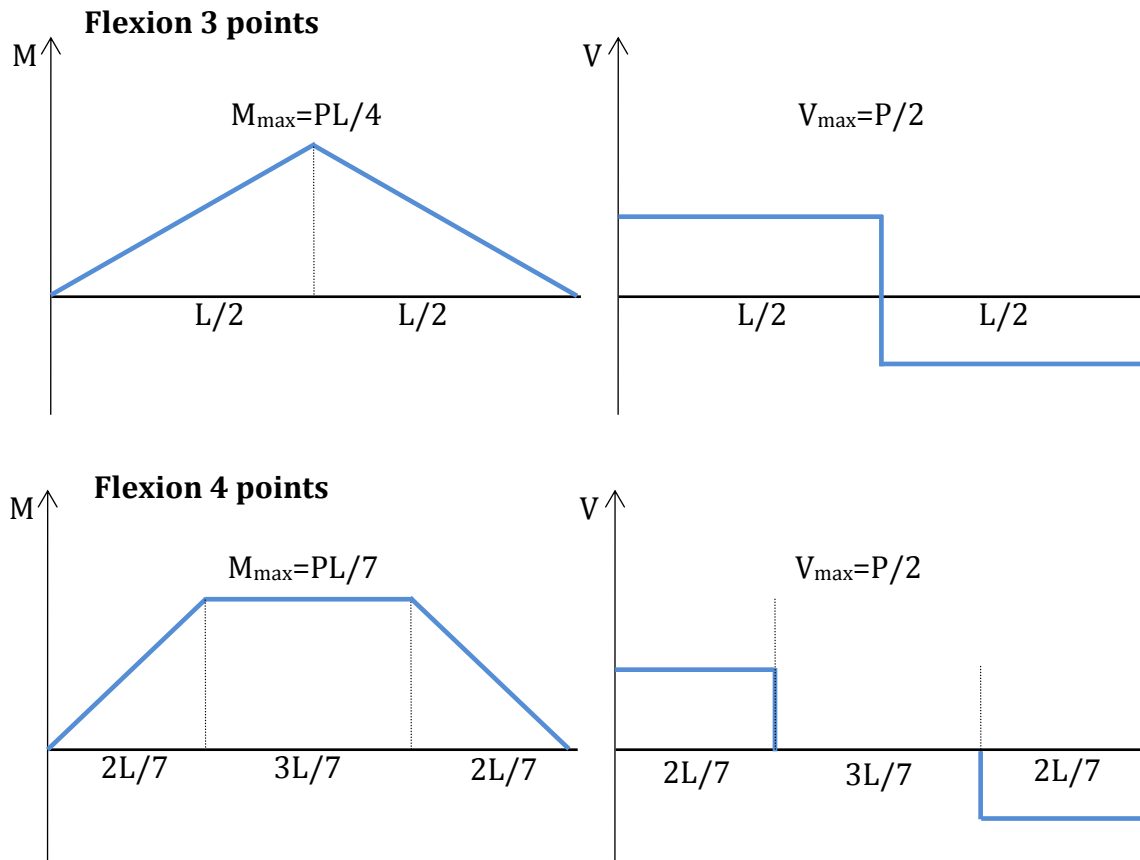 Flexion 3 points
M
V
Mmax=PL/4
Vmax=P/2
L/2 L/2
L/2 L/2
Flexion 4 points
M
V
Mmax=PL/7
Vmax=P/2
2L/7 3L/7 2L/7
2L/7 3L/7 2L/7